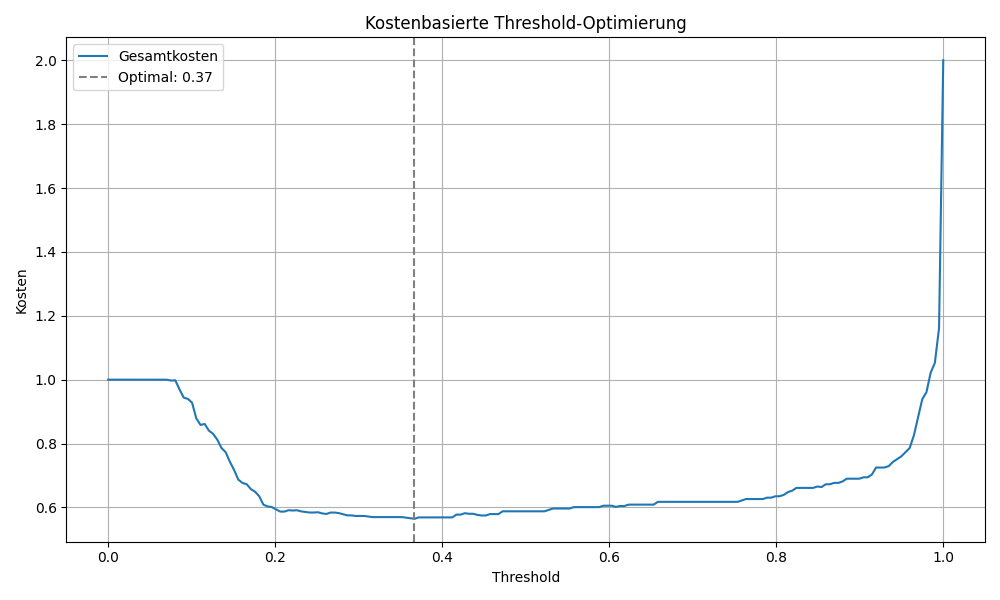 Kostenbasierte Threshold-Optimierung
Gesamtkosten
Optimal: 0.37
Kosten
2.0
1.8
1.6
1.4
1.2
1.0
0.8
0.6
0.0
0.2
0.4
0.6
0.8
1.0
Threshold